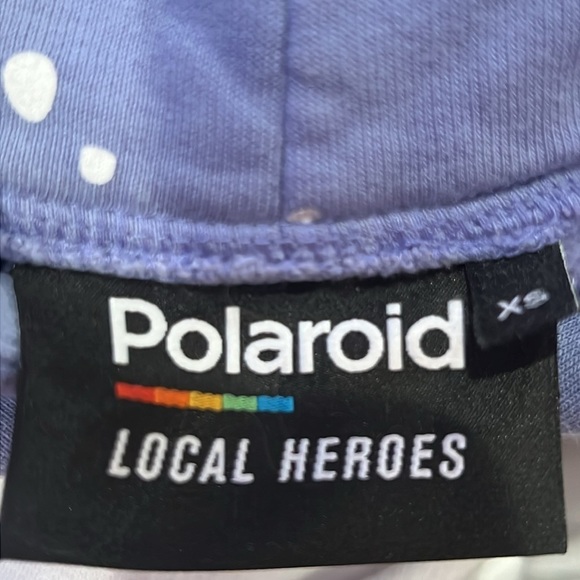 Polaroid
XS
LOCAL HEROES